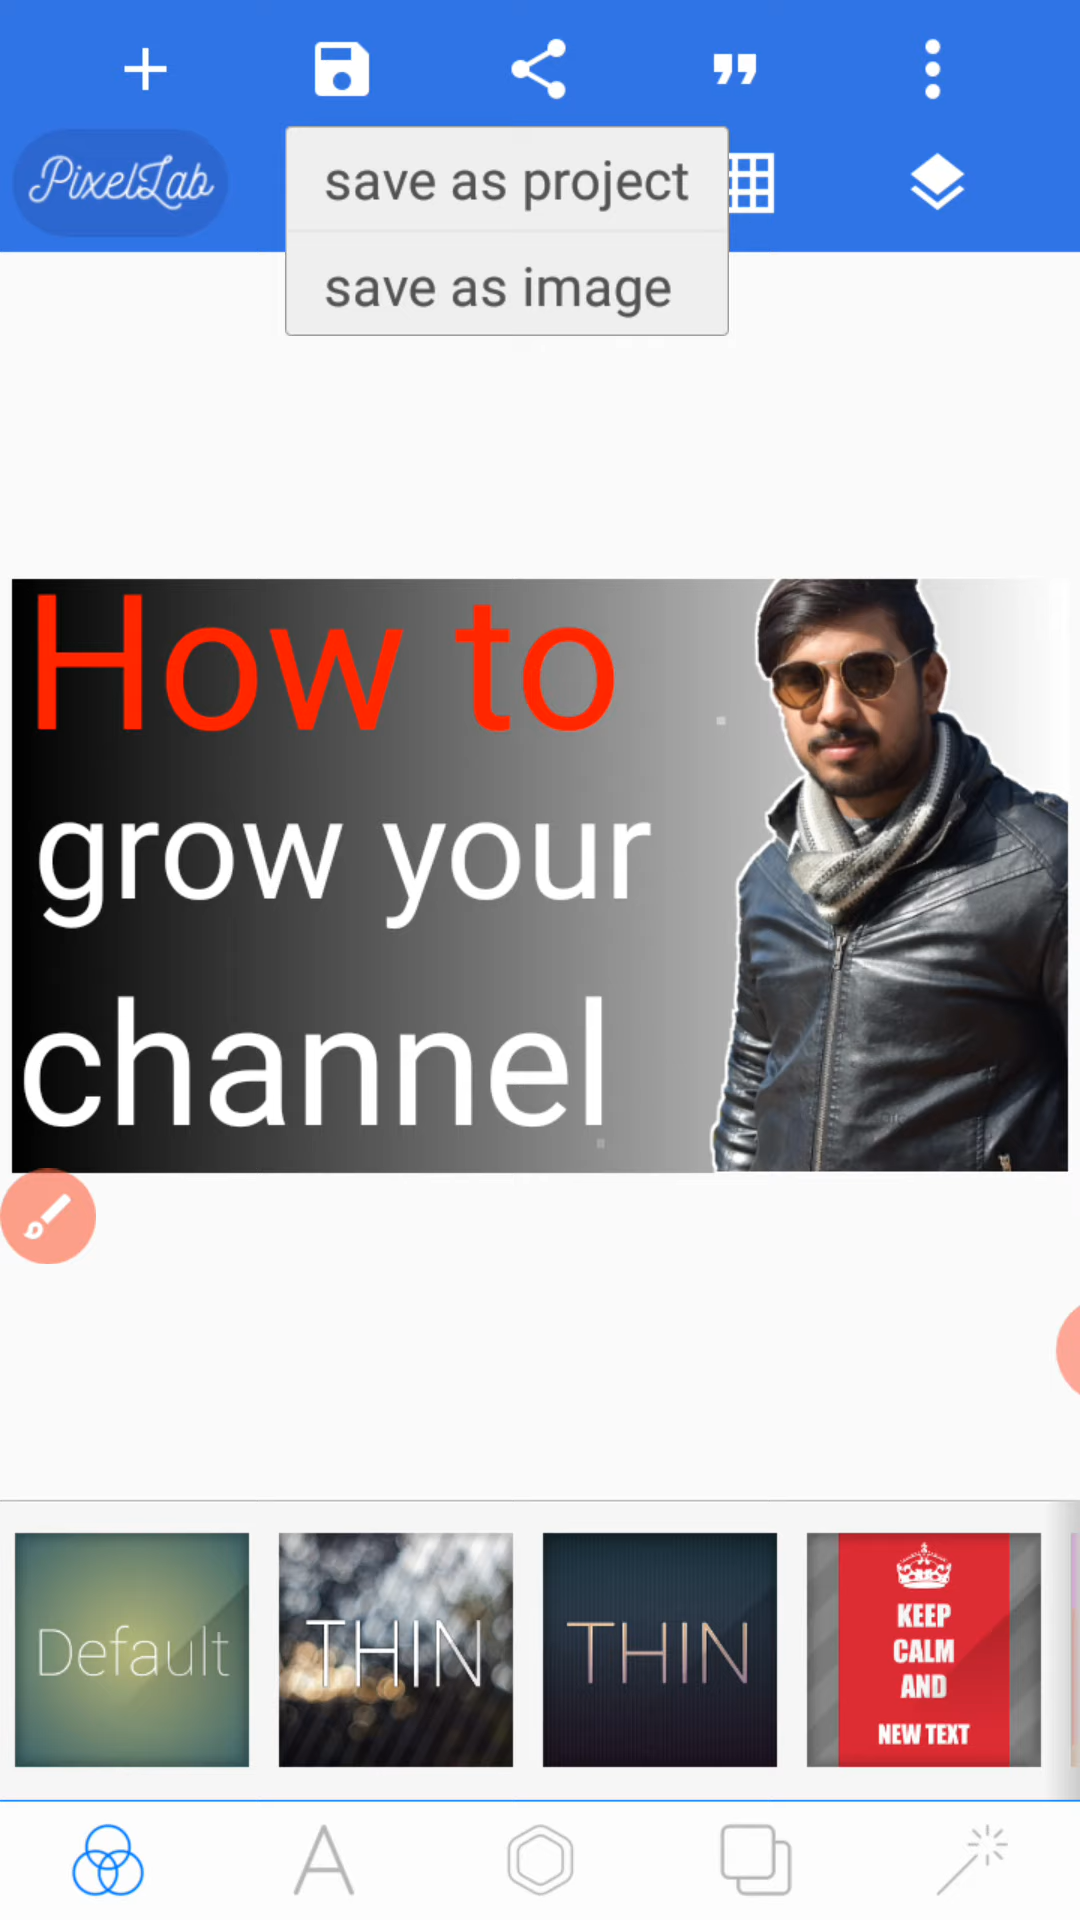 PixelLab
save as project
save as image
How to
grow your
channel
Default
THIN
THIN
KEEP
CALM
AND
NEW TEXT